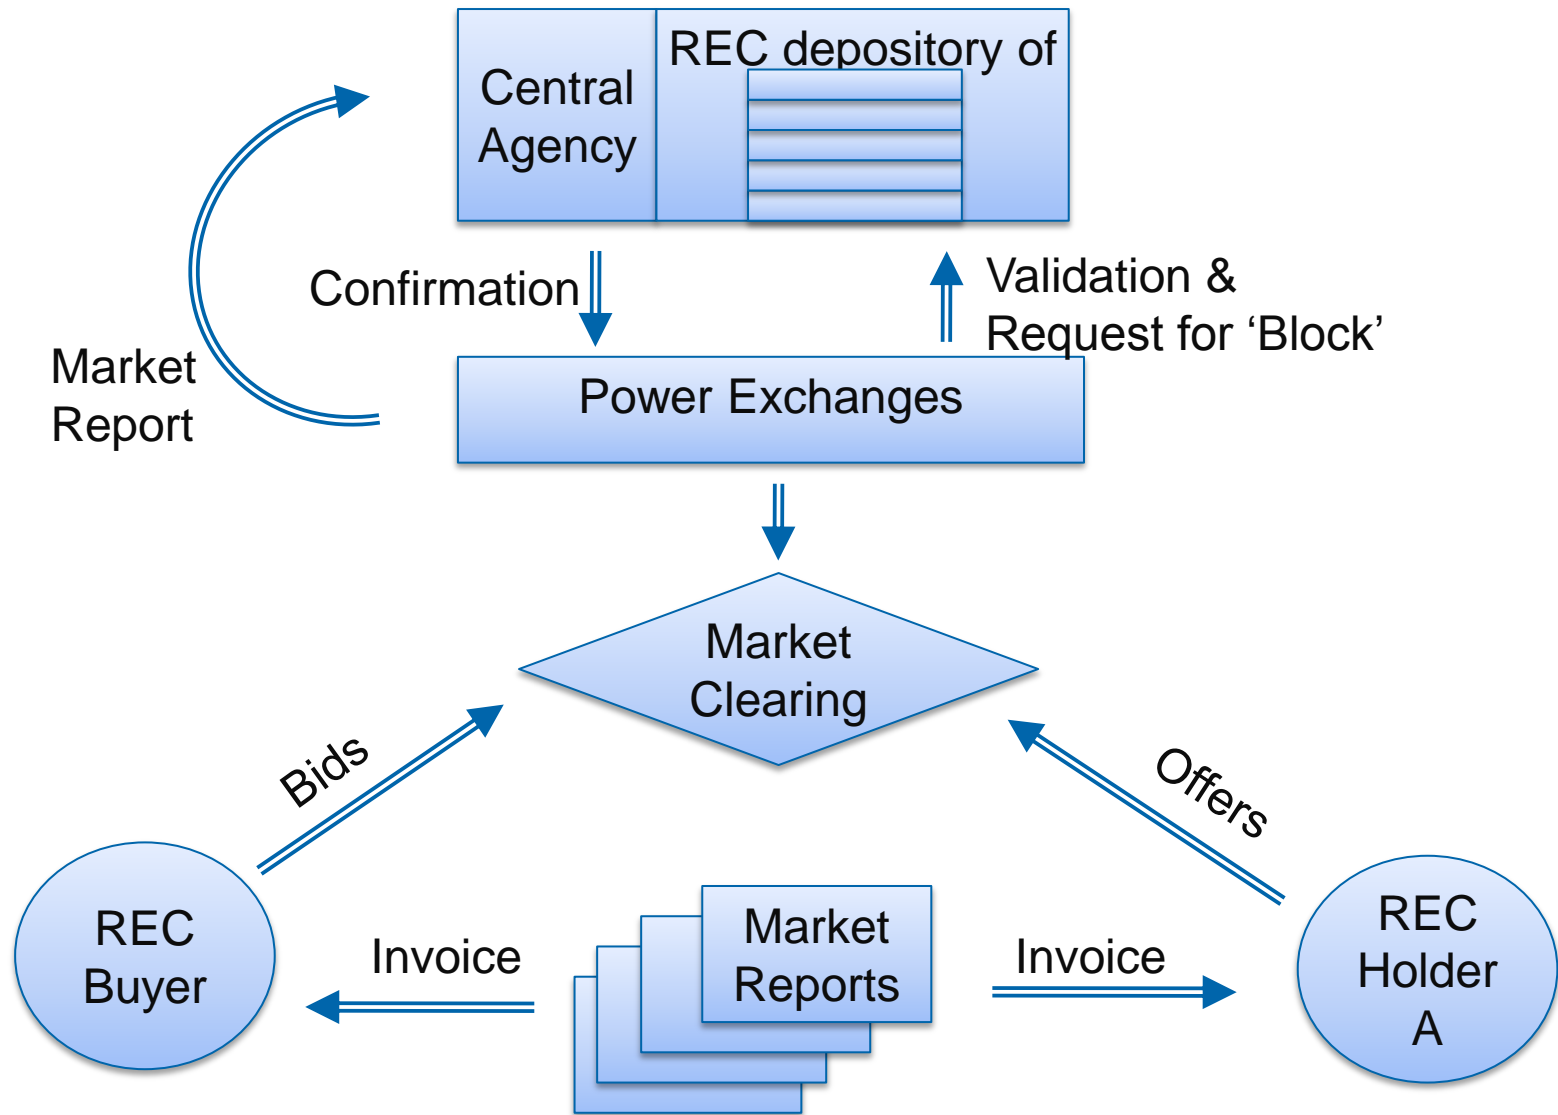 Central
Agency
REC depository of
Confirmation
Validation &
Request for ‘Block’
Market
Report
Power Exchanges
Market
Clearing
Bids
Offers
REC
Buyer
Invoice
Market
Reports
Invoice
REC
Holder
A